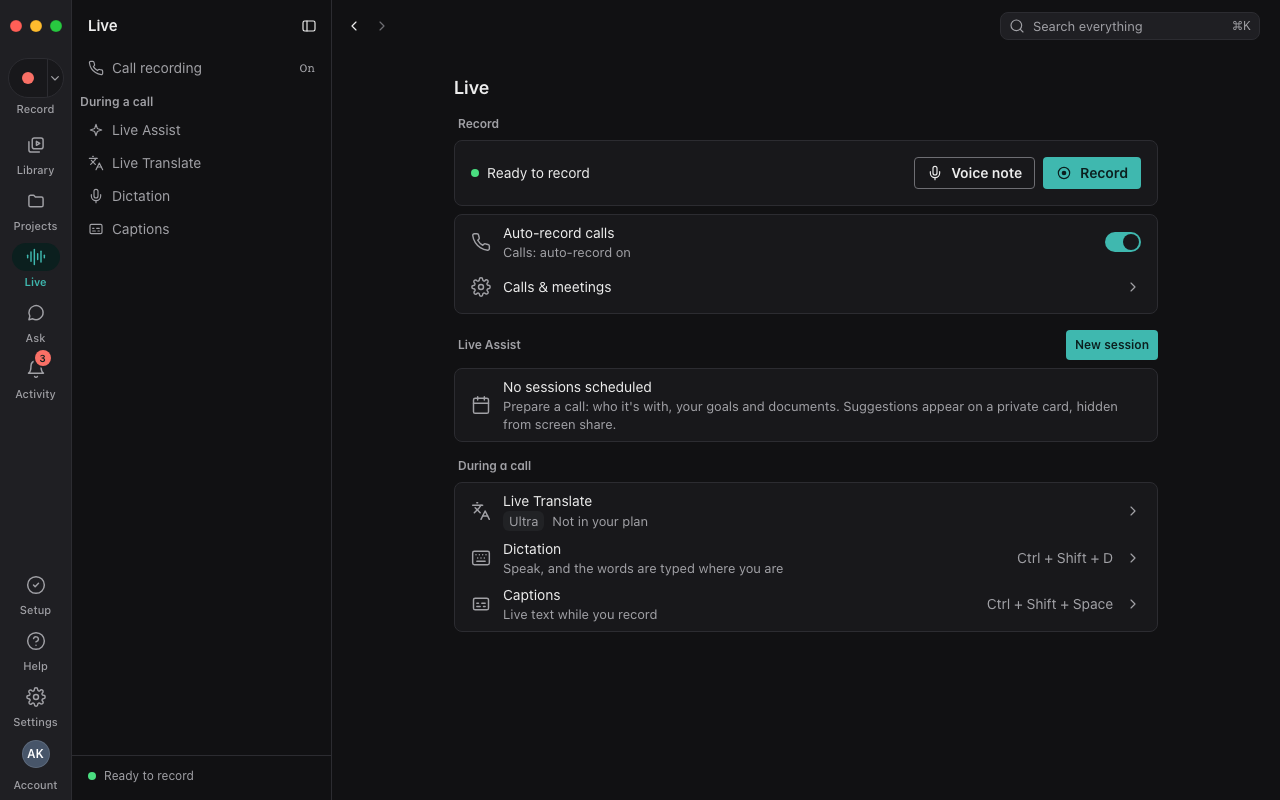 Record
Library
Projects
Live
Ask
3
Activity
Setup
Help
Settings
AK
Account
Live
Call recording
On
During a call
Live Assist
Live Translate
Dictation
Captions
Ready to record
Search everything
⌘K
Live
Record
Ready to record
Voice note
Record
Auto-record calls
Calls: auto-record on
Calls & meetings
Live Assist
New session
No sessions scheduled
Prepare a call: who it's with, your goals and documents. Suggestions appear on a private card, hidden
from screen share.
During a call
Live Translate
Ultra Not in your plan
Dictation
Speak, and the words are typed where you are
Ctrl + Shift + D
Captions
Live text while you record
Ctrl + Shift + Space